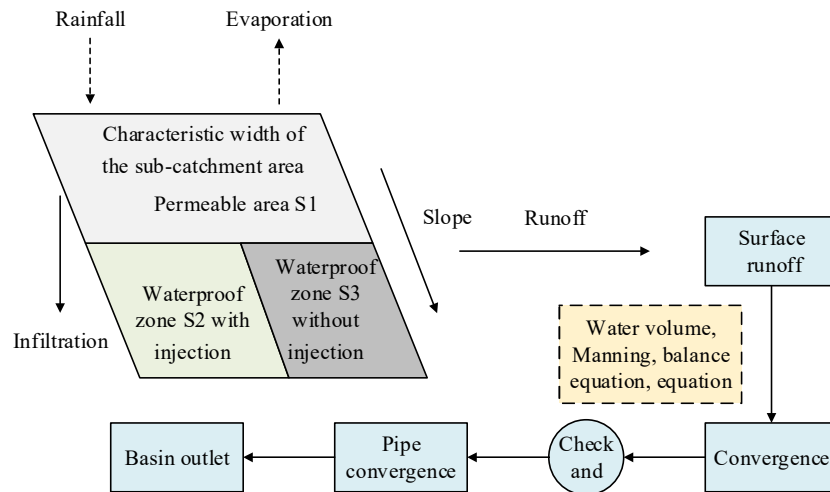 Rainfall
Evaporation
Characteristic width of
the sub-catchment area
Permeable area S1
Slope
Runoff
Surface
runoff
Waterproof
zone S2 with
injection
Waterproof
zone S3
without
injection
Infiltration
Water volume,
Manning, balance
equation, equation
Basin outlet
Pipe
convergence
Check
and
Convergence